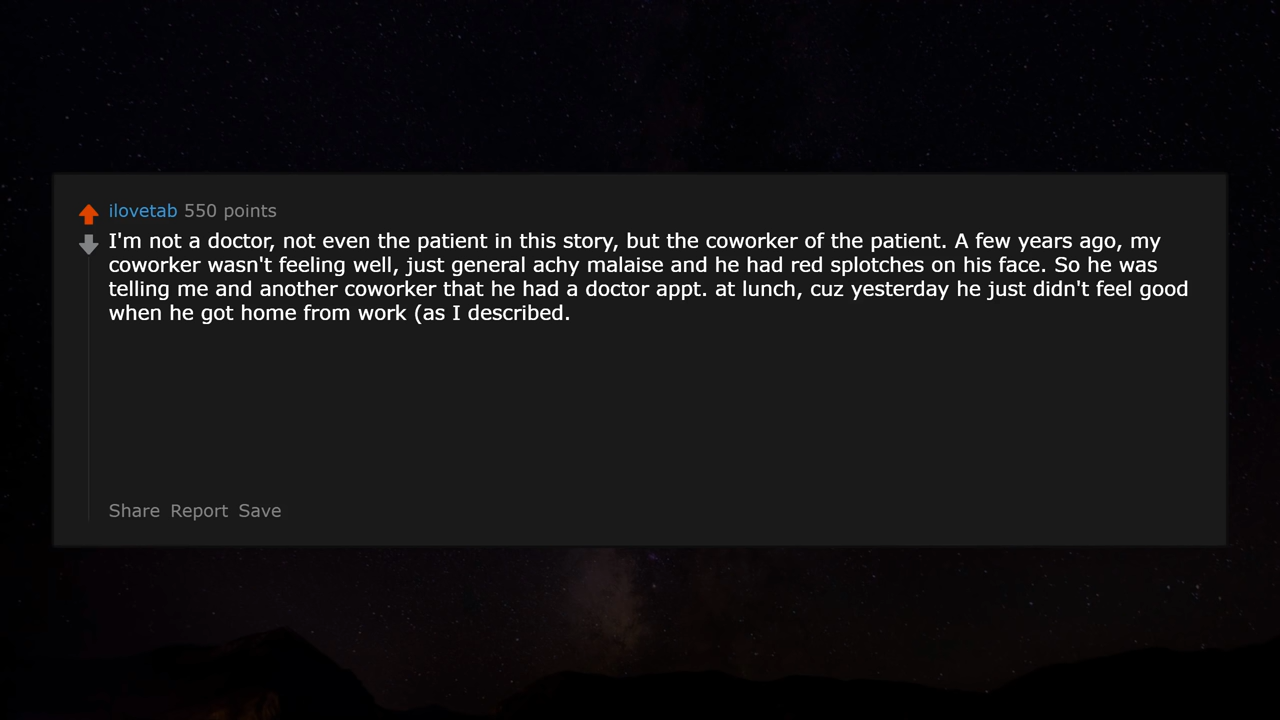 ilovetab 550 points
I'm not a doctor, not even the patient in this story, but the coworker of the patient. A few years ago, my
coworker wasn't feeling well, just general achy malaise and he had red splotches on his face. So he was
telling me and another coworker that he had a doctor appt. at lunch, cuz yesterday he just didn't feel good
when he got home from work (as I described.
Share Report Save